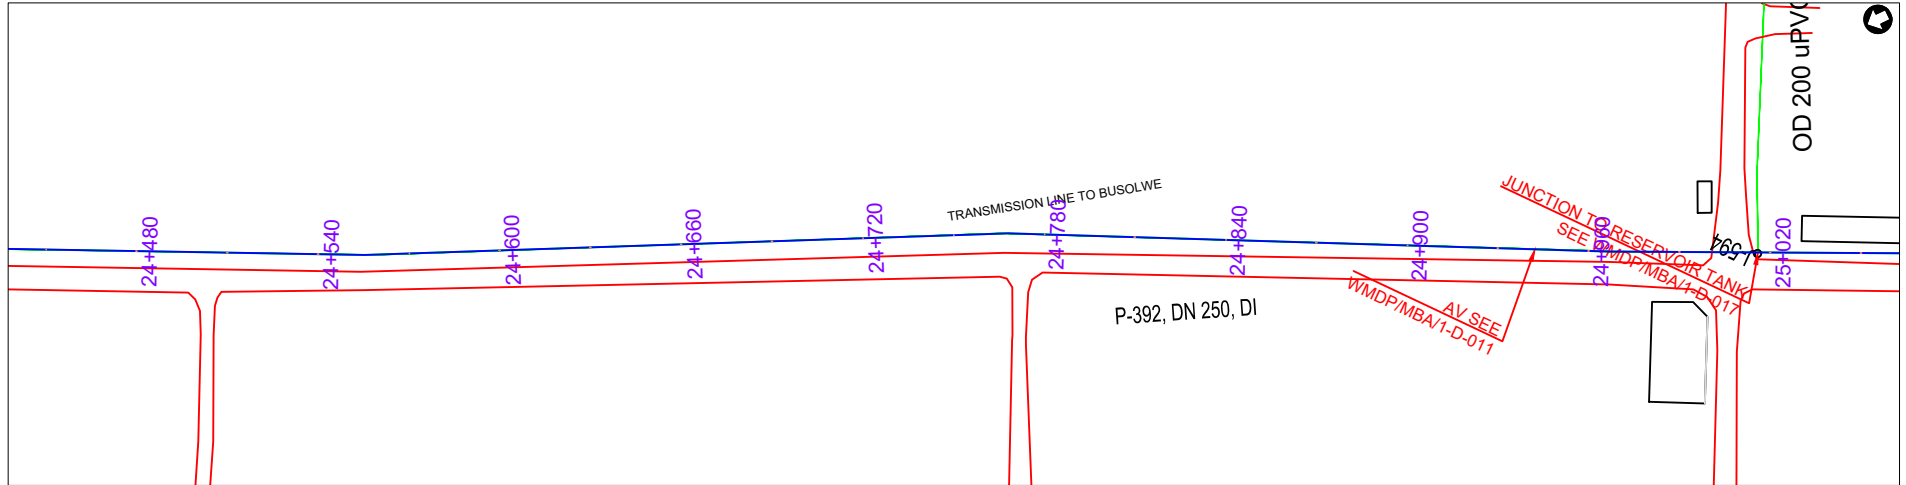 OD 200 uPVC
TRANSMISSION LINE TO BUSOLWE
24+480
24+540
24+600
24+660
24+720
24+780
24+840
24+900
24+960
25+020
JUNCTION TO RESERVOIR TANK
SEE WMDP/MBA/1-D-017
AV SEE
WMDP/MBA/1-D-011
P-392, DN 250, DI